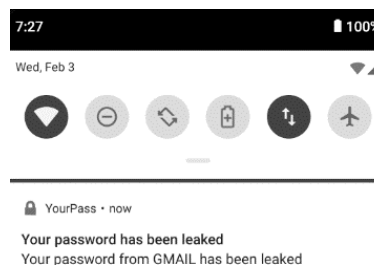 7:27 100%
Wed, Feb 3
YourPass • now
Your password has been leaked
Your password from GMAIL has been leaked